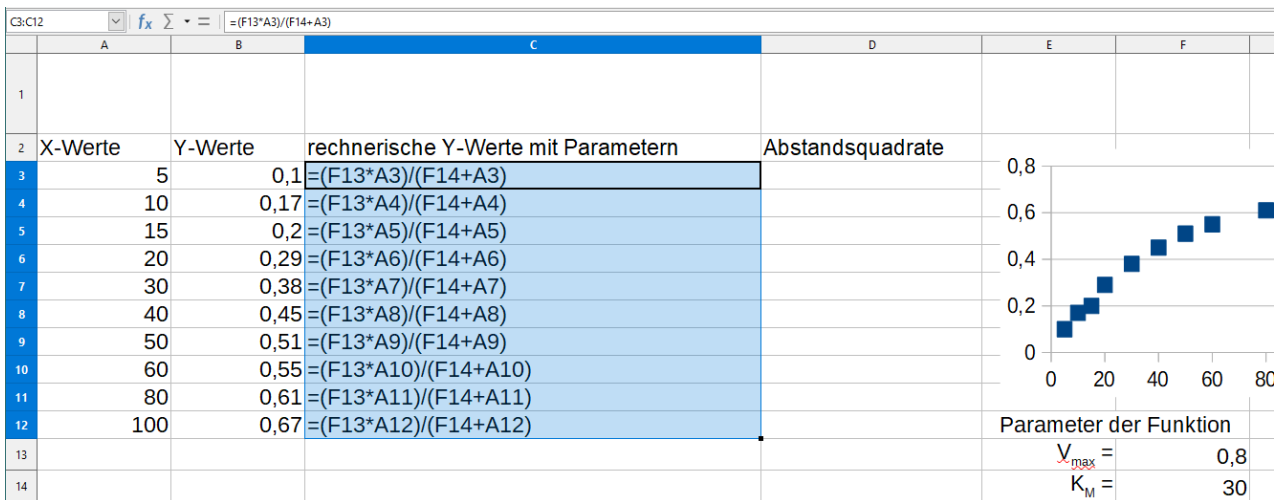 C3:C12 fx Σ = =(F13*A3)/(F14+A3)
A B C D E F
1
2 X-Werte Y-Werte rechnerische Y-Werte mit Parametern Abstandsquadrate
3 5 0,1 =(F13*A3)/(F14+A3)
4 10 0,17 =(F13*A4)/(F14+A4)
5 15 0,2 =(F13*A5)/(F14+A5)
6 20 0,29 =(F13*A6)/(F14+A6)
7 30 0,38 =(F13*A7)/(F14+A7)
8 40 0,45 =(F13*A8)/(F14+A8)
9 50 0,51 =(F13*A9)/(F14+A9)
10 60 0,55 =(F13*A10)/(F14+A10)
11 80 0,61 =(F13*A11)/(F14+A11)
12 100 0,67 =(F13*A12)/(F14+A12)
0,8
0,6
0,4
0,2
0
0 20 40 60 80
Parameter der Funktion
13 Vmax = 0,8
14 KM = 30